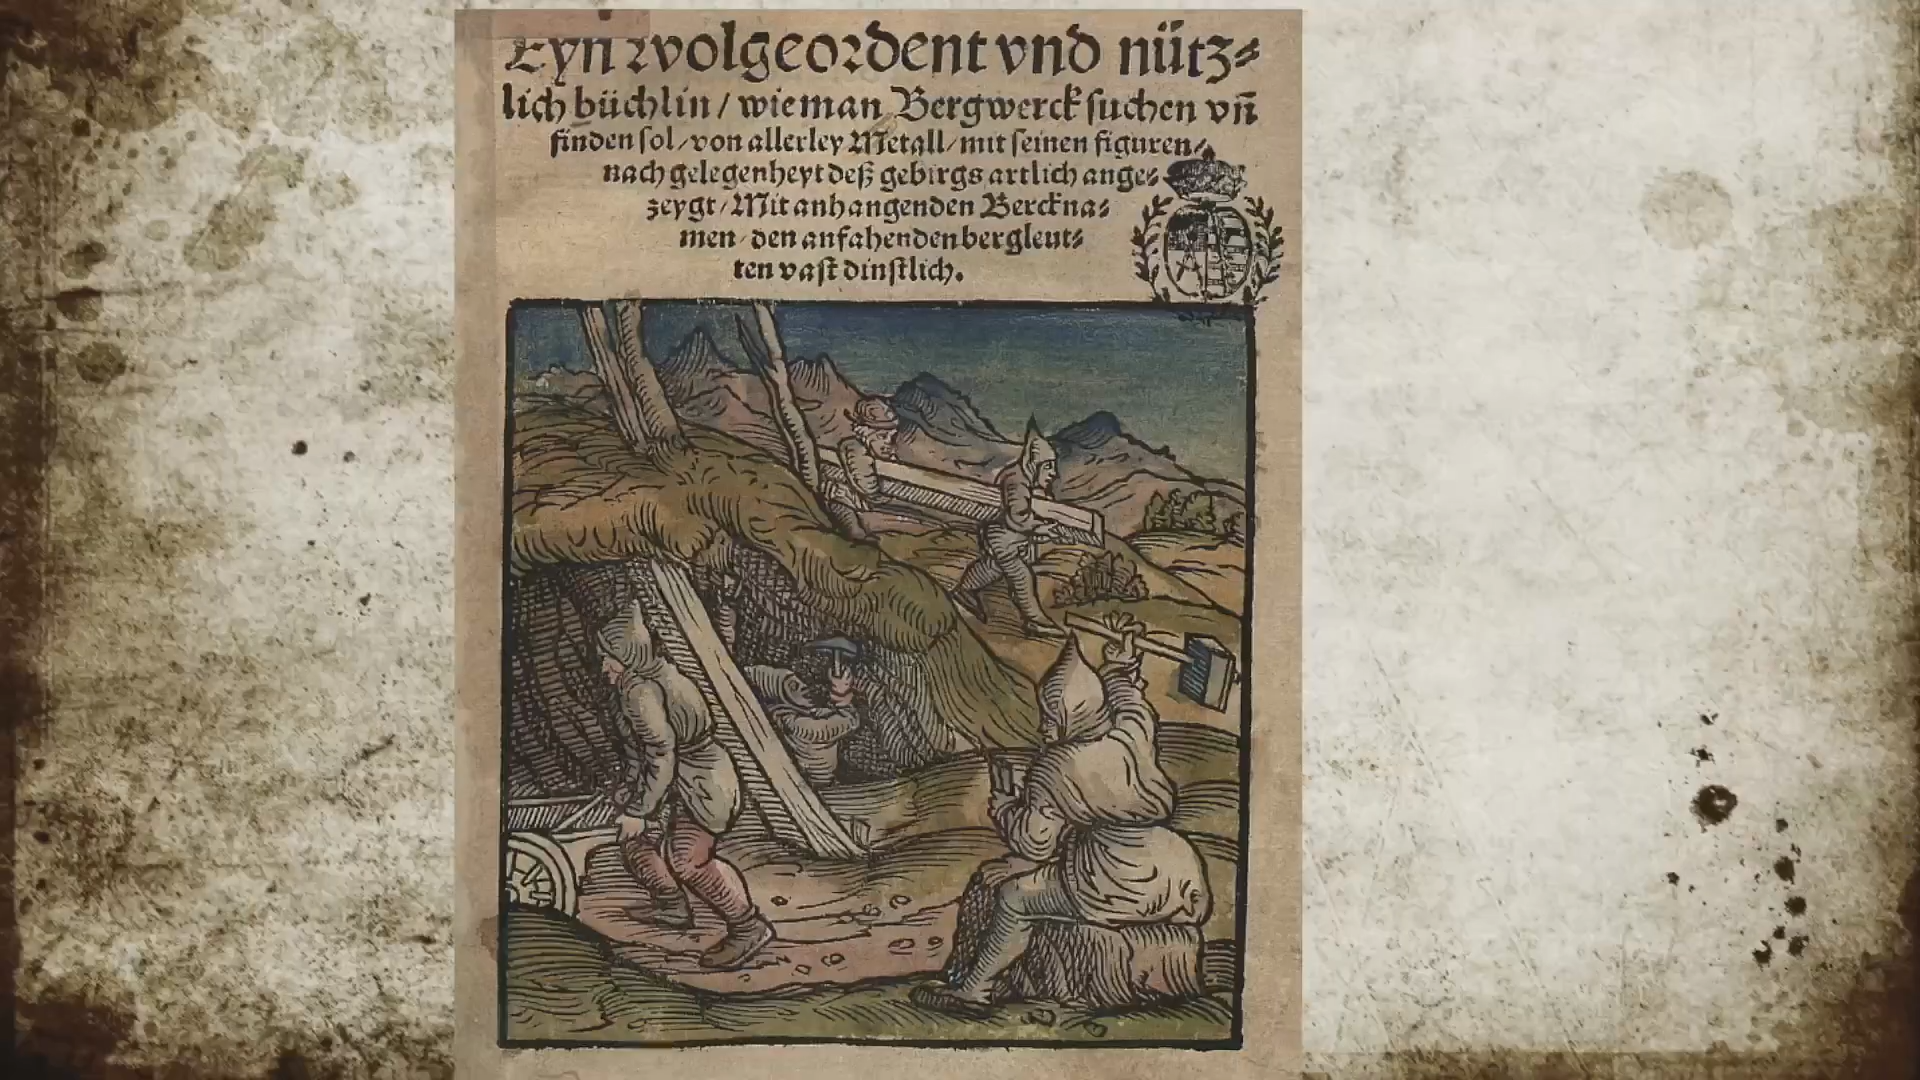 Eyn wolgeordent vnd nütz⸗
lich büchlin / wie man Bergwerck suchen vn̄
finden sol / von allerley Metall / mit seinen figuren /
nach gelegenheyt deß gebirgs artlich ange⸗
zeygt / Mit anhangenden Berckna⸗
men den anfahenden bergleut⸗
ten vast dinstlich.